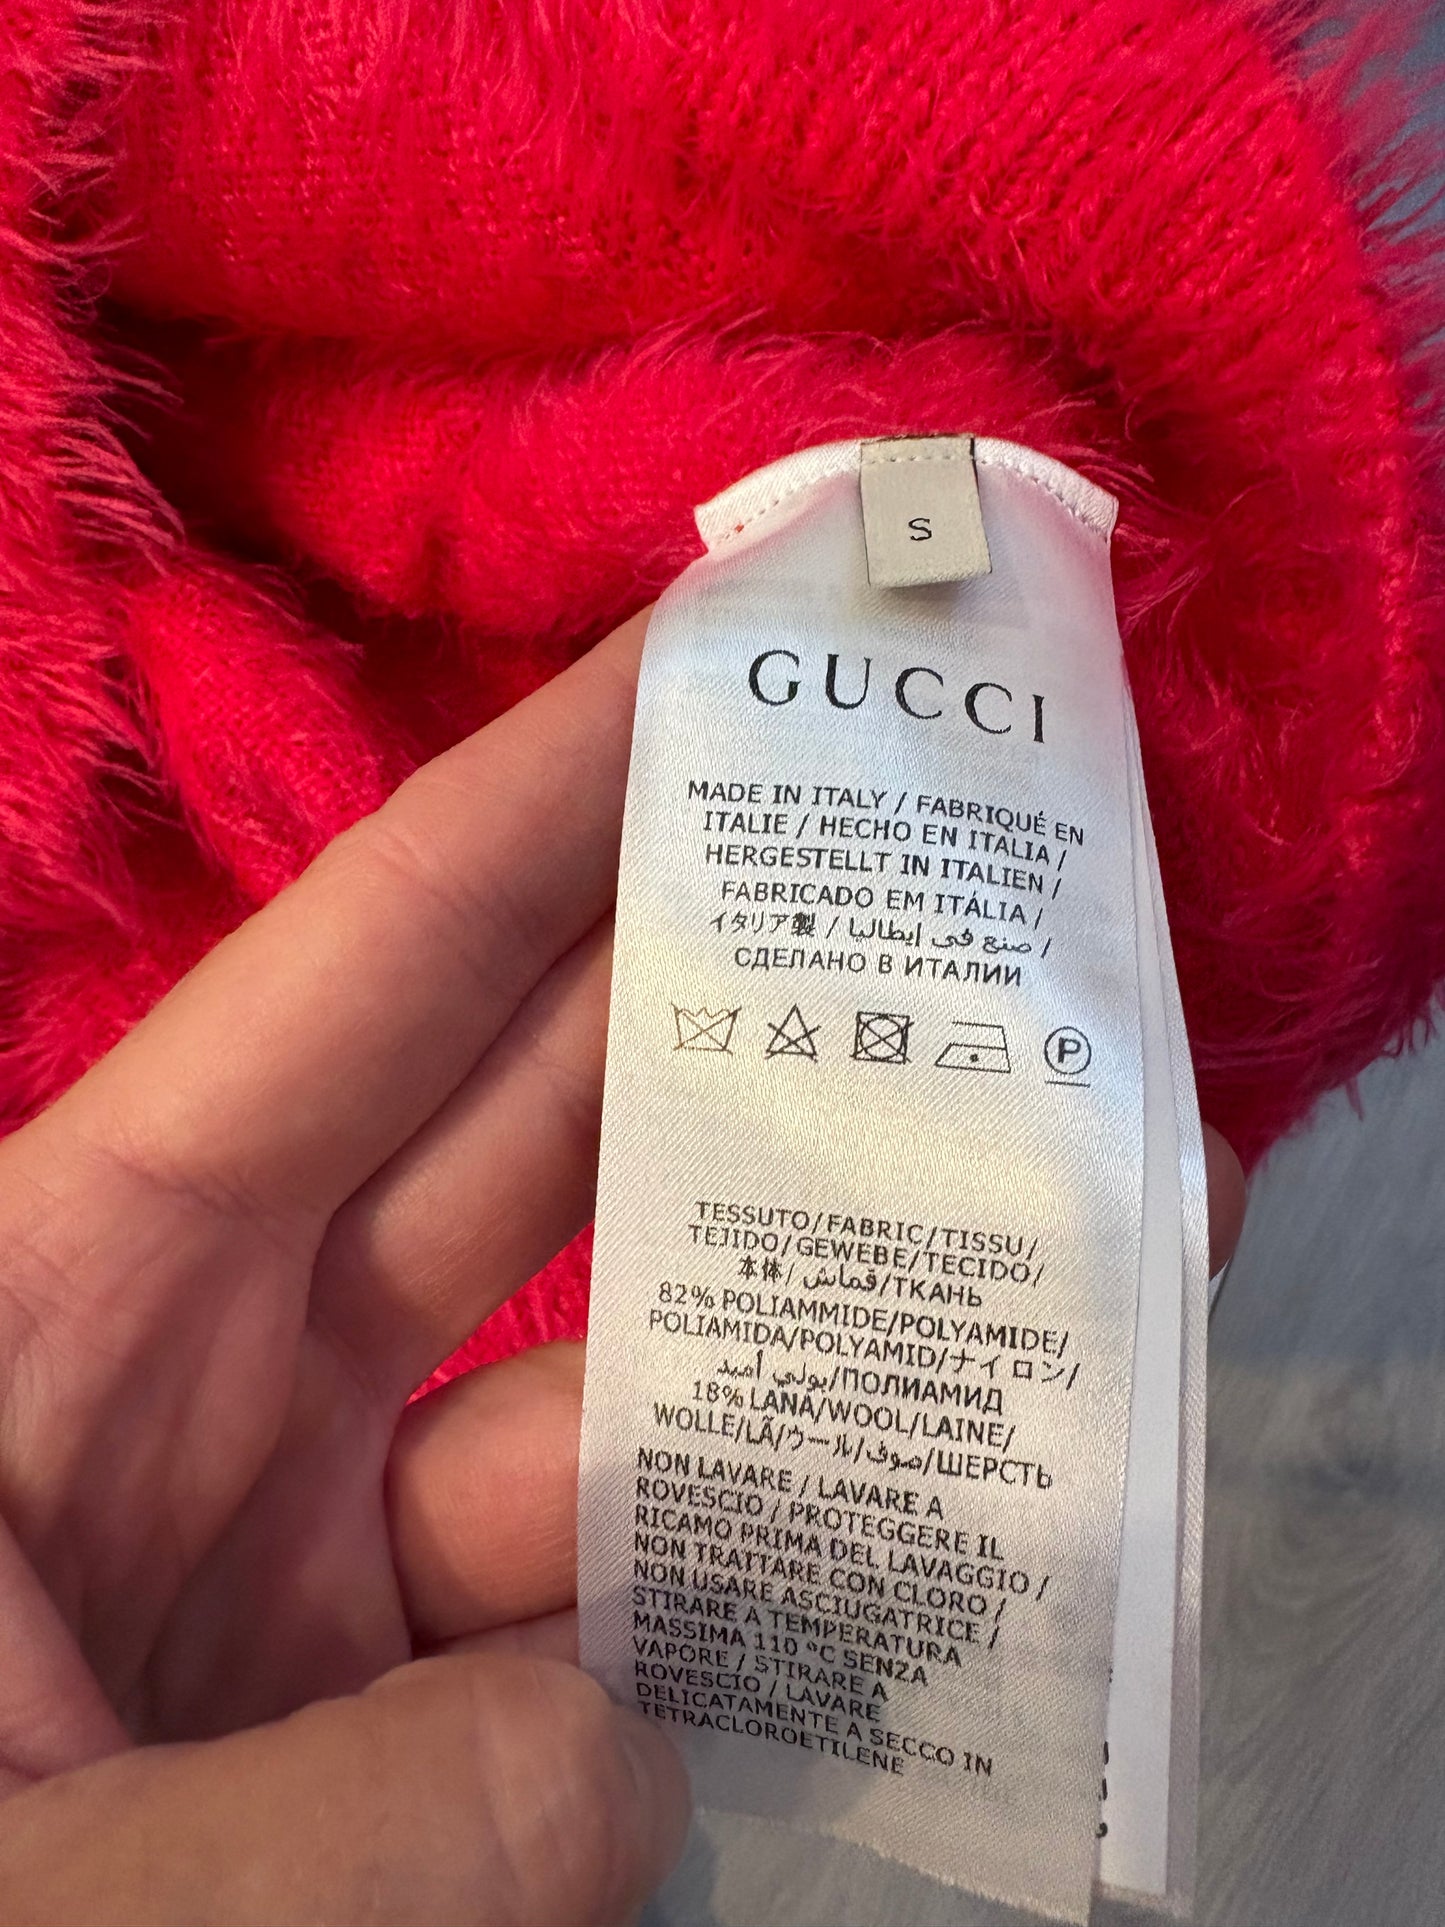 S
GUCCI
MADE IN ITALY / FABRIQUÉ EN
ITALIE / HECHO EN ITALIA /
HERGESTELLT IN ITALIEN /
FABRICADO EM ITÁLIA /
イタリア製 / صنع في إيطاليا /
СДЕЛАНО В ИТАЛИИ
P
TESSUTO/FABRIC/TISSU/
TEJIDO/GEWEBE/TECIDO/
本体/قماش/ТКАНЬ
82% POLIAMMIDE/POLYAMIDE/
POLIAMIDA/POLYAMID/ナイロン/
بولي أميد/ПОЛИАМИД
18% LANA/WOOL/LAINE/
WOLLE/LÃ/ウール/صوف/ШЕРСТЬ
NON LAVARE / LAVARE A
ROVESCIO / PROTEGGERE IL
RICAMO PRIMA DEL LAVAGGIO /
NON TRATTARE CON CLORO /
NON USARE ASCIUGATRICE /
STIRARE A TEMPERATURA
MASSIMA 110 °C SENZA
VAPORE / STIRARE A
ROVESCIO / LAVARE
DELICATAMENTE A SECCO IN
TETRACLOROETILENE